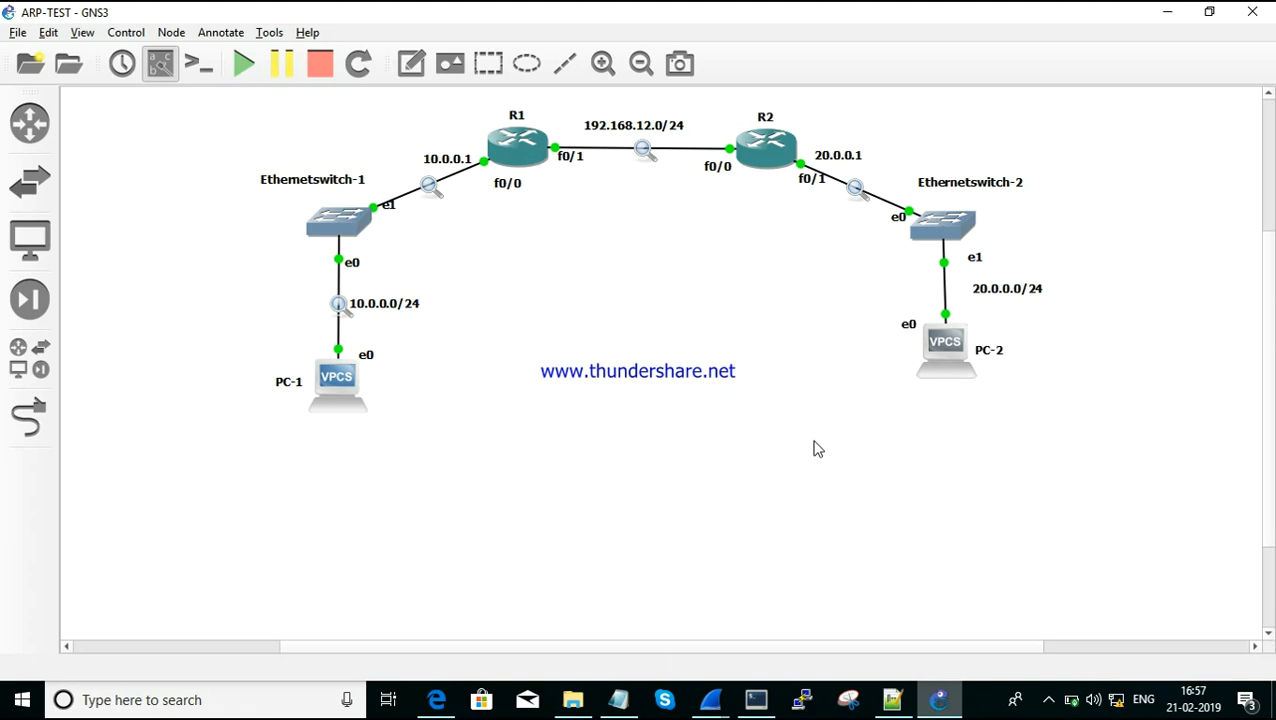 ARP-TEST - GNS3
File Edit View Control Node Annotate Tools Help
R1
192.168.12.0/24
R2
10.0.0.1
f0/1
f0/0
20.0.0.1
Ethernetswitch-1
f0/0
f0/1
Ethernetswitch-2
e1
e0
e0
e1
10.0.0.0/24
20.0.0.0/24
e0
e0
VPCS
PC-2
PC-1
VPCS
www.thundershare.net
Type here to search
ENG
16:57
21-02-2019
3